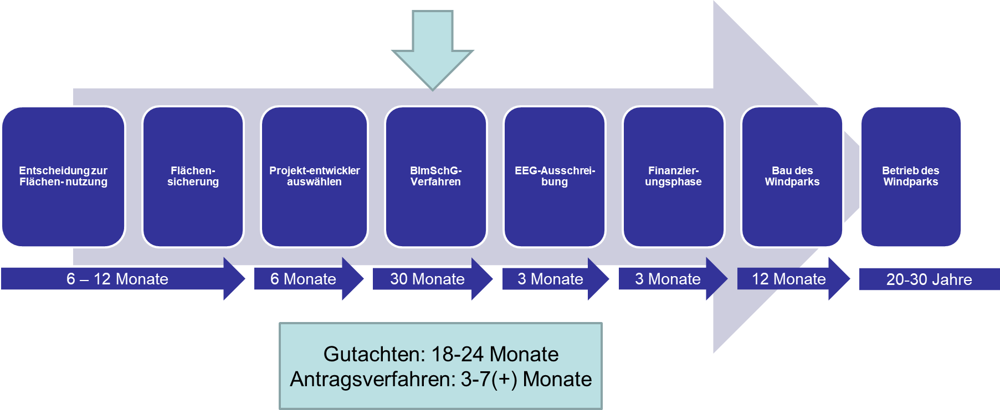 Entscheidung zur
Flächen- nutzung
Flächen-
sicherung
Projekt-entwickler
auswählen
BImSchG-
Verfahren
EEG-Ausschrei-
bung
Finanzier-
ungsphase
Bau des
Windparks
Betrieb des
Windparks
6 – 12 Monate
6 Monate
30 Monate
3 Monate
3 Monate
12 Monate
20-30 Jahre
Gutachten: 18-24 Monate
Antragsverfahren: 3-7(+) Monate